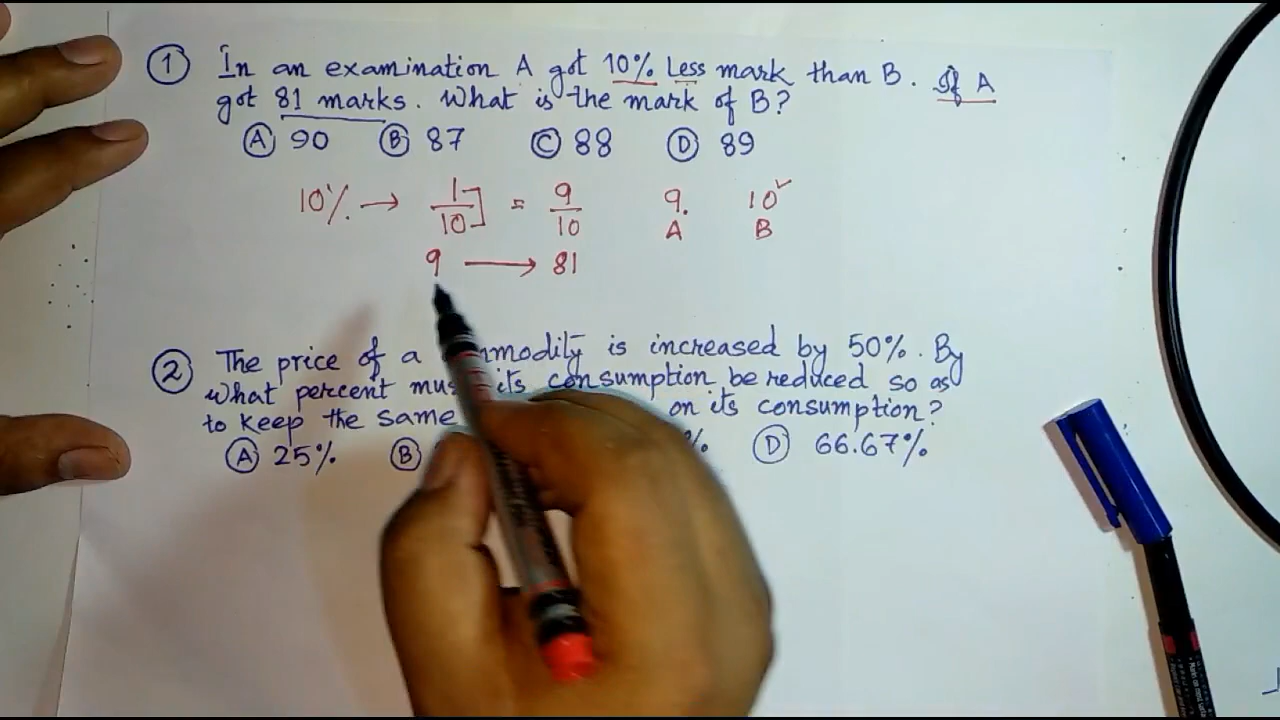 ① In an examination A got 10% Less mark than B. If A
got 81 marks. What is the mark of B?
Ⓐ 90 Ⓑ 87 Ⓒ 88 Ⓓ 89
10% → 1/10 = 9/10 9 10
A B
9 → 81
② The price of a is increased by 50%. By
what percent its consumption be reduced so as
to keep the same on its consumption?
Ⓐ 25% Ⓑ % Ⓓ 66.67%